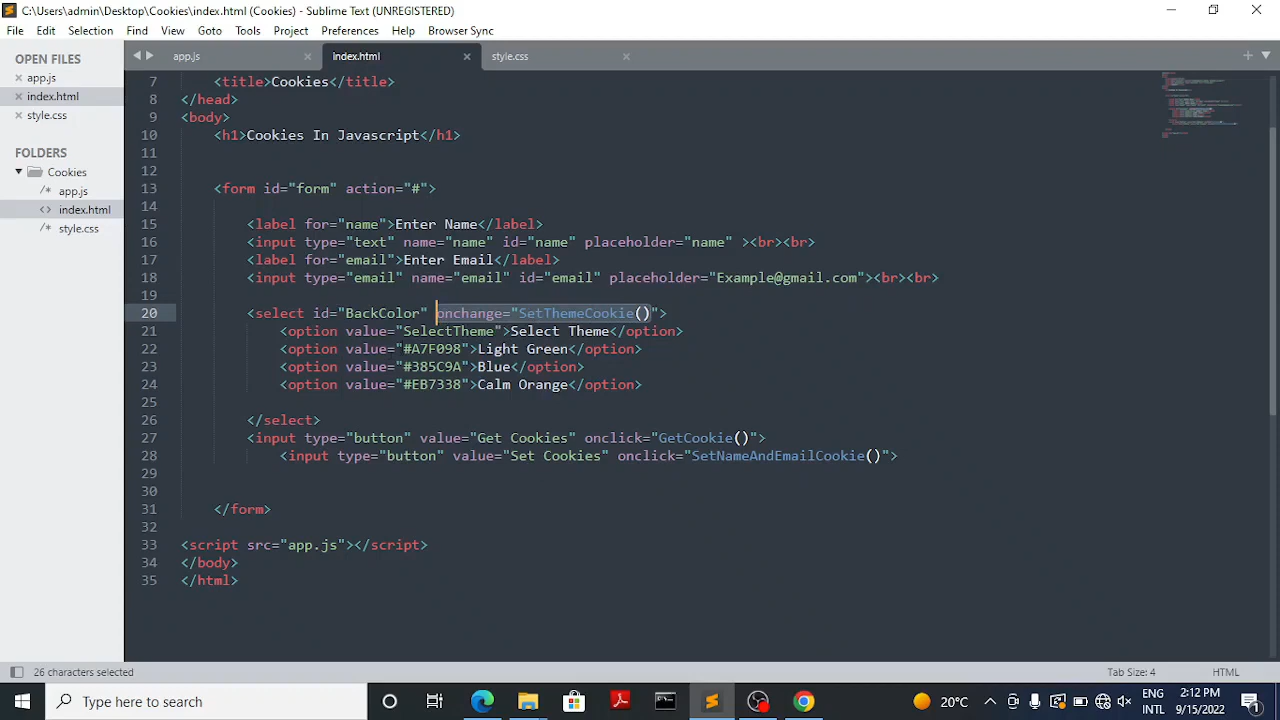 C:\Users\admin\Desktop\Cookies\index.html (Cookies) - Sublime Text (UNREGISTERED)
File Edit Selection Find View Goto Tools Project Preferences Help Browser Sync
OPEN FILES
app.js
index.html
style.css
FOLDERS
Cookies
app.js
index.html
style.css
app.js index.html style.css
7 <title>Cookies</title>
8 </head>
9 <body>
10 <h1>Cookies In Javascript</h1>
11
12
13 <form id="form" action="#">
14
15 <label for="name">Enter Name</label>
16 <input type="text" name="name" id="name" placeholder="name" ><br><br>
17 <label for="email">Enter Email</label>
18 <input type="email" name="email" id="email" placeholder="Example@gmail.com"><br><br>
19
20 <select id="BackColor" onchange="SetThemeCookie()">
21 <option value="SelectTheme">Select Theme</option>
22 <option value="#A7F098">Light Green</option>
23 <option value="#385C9A">Blue</option>
24 <option value="#EB7338">Calm Orange</option>
25
26 </select>
27 <input type="button" value="Get Cookies" onclick="GetCookie()">
28 <input type="button" value="Set Cookies" onclick="SetNameAndEmailCookie()">
29
30
31 </form>
32
33 <script src="app.js"></script>
34 </body>
35 </html>
26 characters selected
Tab Size: 4 HTML
Type here to search
20°C
ENG
INTL
2:12 PM
9/15/2022
1